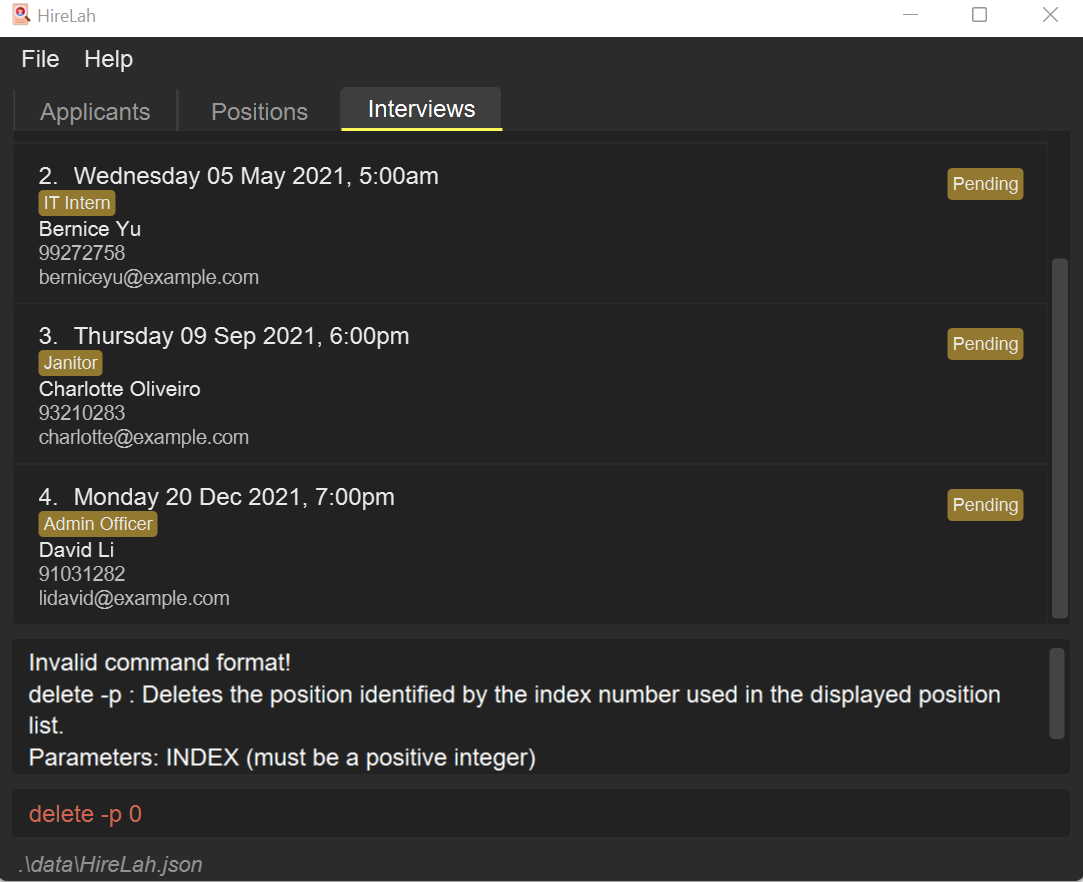 HireLah
File Help
Applicants Positions Interviews
2. Wednesday 05 May 2021, 5:00am
Pending
IT Intern
Bernice Yu
99272758
berniceyu@example.com
3. Thursday 09 Sep 2021, 6:00pm
Pending
Janitor
Charlotte Oliveiro
93210283
charlotte@example.com
4. Monday 20 Dec 2021, 7:00pm
Pending
Admin Officer
David Li
91031282
lidavid@example.com
Invalid command format!
delete -p : Deletes the position identified by the index number used in the displayed position
list.
Parameters: INDEX (must be a positive integer)
delete -p 0
.\data\HireLah.json